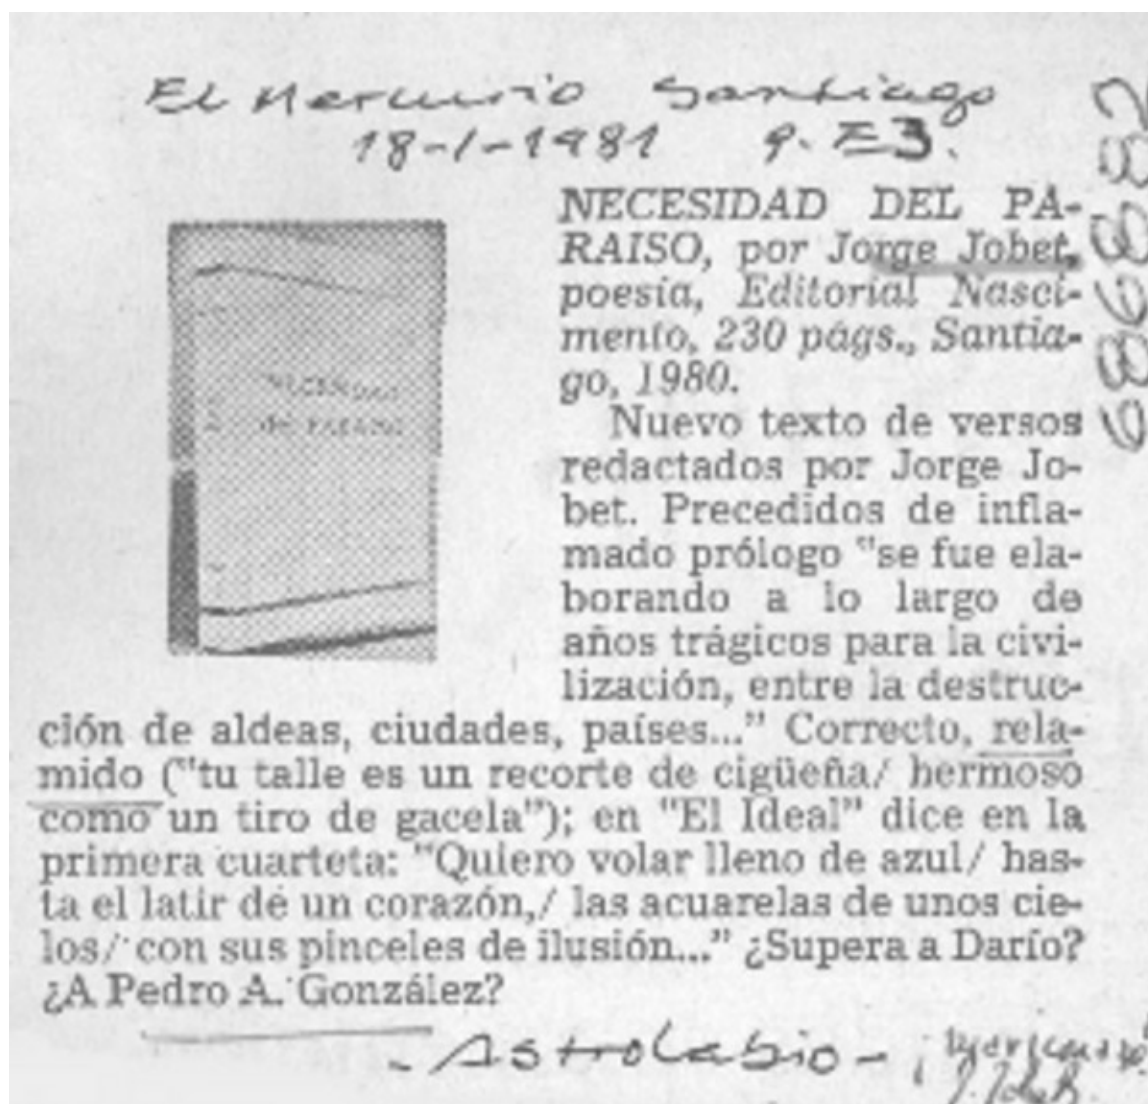 El Mercurio Santiago
18-1-1981 p. E3.
686882
NECESIDAD
del PARAISO
NECESIDAD DEL PA-
RAISO, por Jorge Jobet,
poesía, Editorial Nasci-
mento, 230 págs., Santia-
go, 1980.
Nuevo texto de versos
redactados por Jorge Jo-
bet. Precedidos de infla-
mado prólogo "se fue ela-
borando a lo largo de
años trágicos para la civi-
lización, entre la destruc-
ción de aldeas, ciudades, países..." Correcto, rela-
mido ("tu talle es un recorte de cigüeña/ hermoso
como un tiro de gacela"); en "El Ideal" dice en la
primera cuarteta: "Quiero volar lleno de azul/ has-
ta el latir de un corazón,/ las acuarelas de unos cie-
los/ con sus pinceles de ilusión..." ¿Supera a Darío?
¿A Pedro A. González?
- Astrolabio -